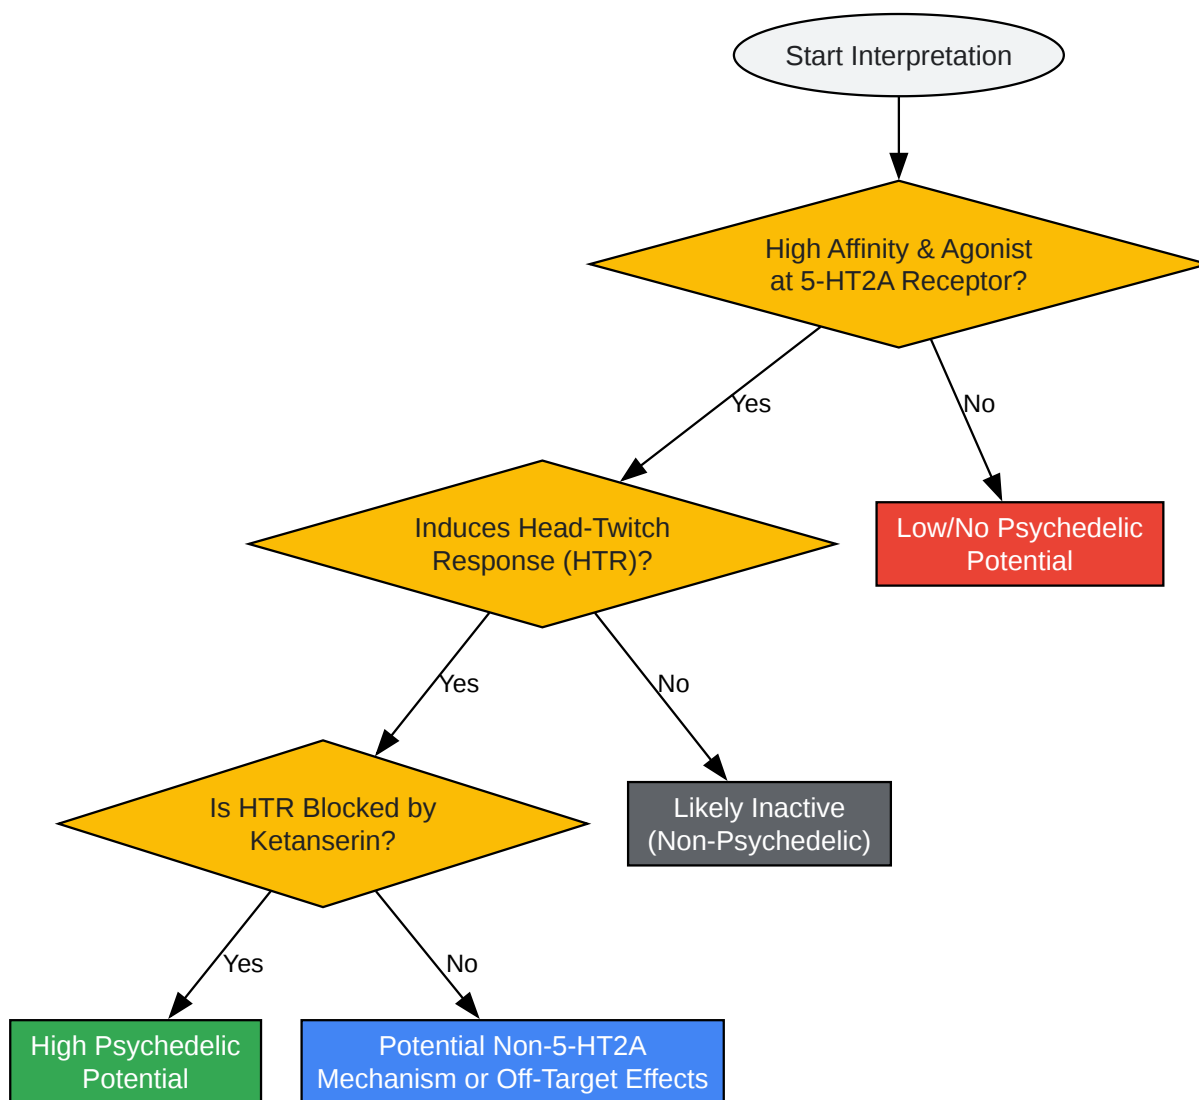 Start Interpretation
High Affinity & Agonist
at 5-HT2A Receptor?
Yes
No
Induces Head-Twitch
Response (HTR)?
Low/No Psychedelic
Potential
Yes
No
Is HTR Blocked by
Ketanserin?
Likely Inactive
(Non-Psychedelic)
Yes
No
High Psychedelic
Potential
Potential Non-5-HT2A
Mechanism or Off-Target Effects